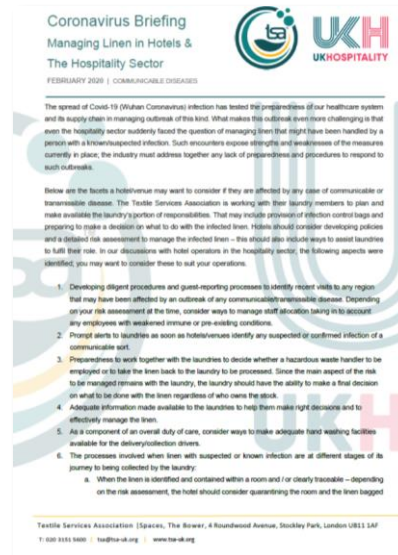 Coronavirus Briefing
Managing Linen in Hotels &
The Hospitality Sector
FEBRUARY 2020 | COMMUNICABLE DISEASES
tsa
UKH
UKHOSPITALITY
The spread of Covid-19 (Wuhan Coronavirus) infection has tested the preparedness of our healthcare system
and its supply chain in managing outbreak of this kind. What makes this outbreak even more challenging is that
even the hospitality sector suddenly faced the question of managing linen that might have been handled by a
person with a known/suspected infection. Such encounters expose strengths and weaknesses of the measures
currently in place; the industry must address together any lack of preparedness and procedures to respond to
such outbreaks.
Below are the facets a hotel/venue may want to consider if they are affected by any case of communicable or
transmissible disease. The Textile Services Association is working with their laundry members to plan and
make available the laundry's portion of responsibilities. That may include provision of infection control bags and
preparing to make a decision on what to do with the infected linen. Hotels should consider developing policies
and a detailed risk assessment to manage the infected linen – this should also include ways to assist laundries
to fulfil their role. In our discussions with hotel operators in the hospitality sector, the following aspects were
identified; you may want to consider these to suit your operations.
1. Developing diligent procedures and guest-reporting processes to identify recent visits to any region
that may have been affected by an outbreak of any communicable/transmissible disease. Depending
on your risk assessment at the time, consider ways to manage staff allocation taking in to account
any employees with weakened immune or pre-existing conditions.
2. Prompt alerts to laundries as soon as hotels/venues identify any suspected or confirmed infection of a
communicable sort.
3. Preparedness to work together with the laundries to decide whether a hazardous waste handler to be
employed or to take the linen back to the laundry to be processed. Since the main aspect of the risk
to be managed remains with the laundry, the laundry should have the ability to make a final decision
on what to be done with the linen regardless of who owns the stock.
4. Adequate information made available to the laundries to help them make right decisions and to
effectively manage the linen.
5. As a component of an overall duty of care, consider ways to make adequate hand washing facilities
available for the delivery/collection drivers.
6. The processes involved when linen with suspected or known infection are at different stages of its
journey to being collected by the laundry:
a. When the linen is identified and contained within a room and / or clearly traceable – depending
on the risk assessment, the hotel should consider quarantining the room and the linen bagged
Textile Services Association |Spaces, The Bower, 4 Roundwood Avenue, Stockley Park, London UB11 1AF
T: 020 3151 5600 | tsa@tsa-uk.org | www.tsa-uk.org